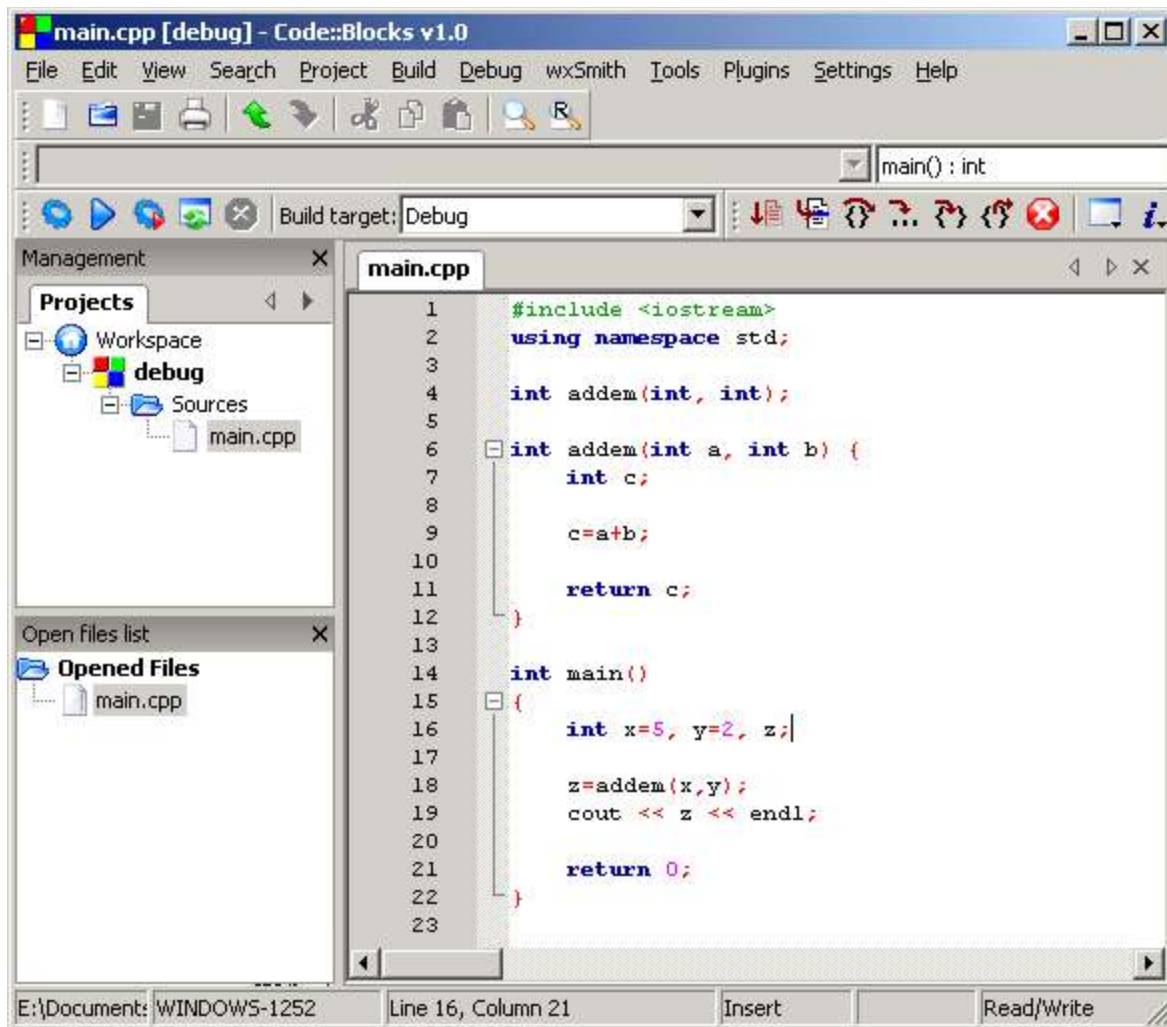 main.cpp [debug] - Code::Blocks v1.0
File Edit View Search Project Build Debug wxSmith Tools Plugins Settings Help
main() : int
Build target: Debug
Management
Projects
Workspace
debug
Sources
main.cpp
Open files list
Opened Files
main.cpp
main.cpp
1 #include <iostream>
2 using namespace std;
3
4 int addem(int, int);
5
6 int addem(int a, int b) {
7 int c;
8
9 c=a+b;
10
11 return c;
12 }
13
14 int main()
15 {
16 int x=5, y=2, z;
17
18 z=addem(x,y);
19 cout << z << endl;
20
21 return 0;
22 }
23
E:\Documents WINDOWS-1252 Line 16, Column 21 Insert Read/Write